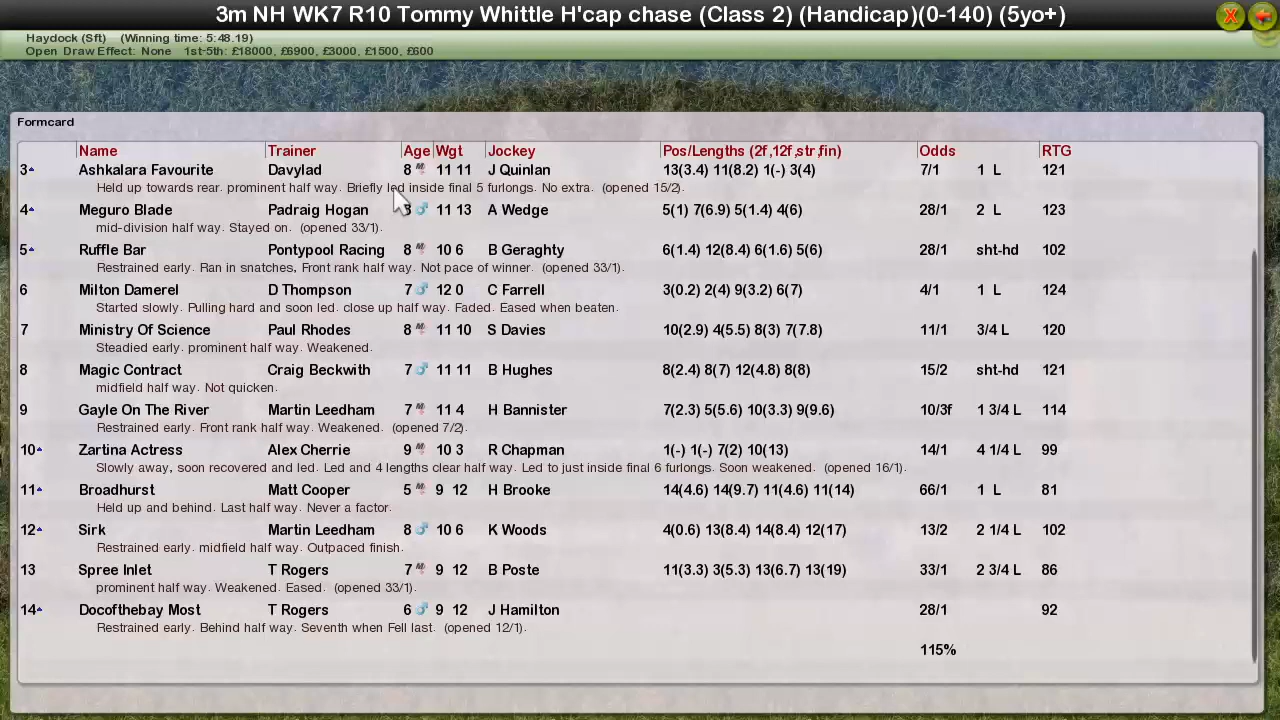 3m NH WK7 R10 Tommy Whittle H'cap chase (Class 2) (Handicap)(0-140) (5yo+)
Haydock (Sft) (Winning time: 5:48.19)
Open Draw Effect: None 1st-5th: £18000, £6900, £3000, £1500, £600
Formcard
Name Trainer Age Wgt Jockey Pos/Lengths (2f,12f,str,fin) Odds RTG
3 Ashkalara Favourite Davylad 8 11 11 J Quinlan 13(3.4) 11(8.2) 1(-) 3(4) 7/1 1 L 121
Held up towards rear. prominent half way. Briefly led inside final 5 furlongs. No extra. (opened 15/2).
4 Meguro Blade Padraig Hogan 11 13 A Wedge 5(1) 7(6.9) 5(1.4) 4(6) 28/1 2 L 123
mid-division half way. Stayed on. (opened 33/1).
5 Ruffle Bar Pontypool Racing 8 10 6 B Geraghty 6(1.4) 12(8.4) 6(1.6) 5(6) 28/1 sht-hd 102
Restrained early. Ran in snatches, Front rank half way. Not pace of winner. (opened 33/1).
6 Milton Damerel D Thompson 7 12 0 C Farrell 3(0.2) 2(4) 9(3.2) 6(7) 4/1 1 L 124
Started slowly. Pulling hard and soon led. close up half way. Faded. Eased when beaten.
7 Ministry Of Science Paul Rhodes 8 11 10 S Davies 10(2.9) 4(5.5) 8(3) 7(7.8) 11/1 3/4 L 120
Steadied early. prominent half way. Weakened.
8 Magic Contract Craig Beckwith 7 11 11 B Hughes 8(2.4) 8(7) 12(4.8) 8(8) 15/2 sht-hd 121
midfield half way. Not quicken.
9 Gayle On The River Martin Leedham 7 11 4 H Bannister 7(2.3) 5(5.6) 10(3.3) 9(9.6) 10/3f 1 3/4 L 114
Restrained early. Front rank half way. Weakened. (opened 7/2).
10 Zartina Actress Alex Cherrie 9 10 3 R Chapman 1(-) 1(-) 7(2) 10(13) 14/1 4 1/4 L 99
Slowly away, soon recovered and led. Led and 4 lengths clear half way. Led to just inside final 6 furlongs. Soon weakened. (opened 16/1).
11 Broadhurst Matt Cooper 5 9 12 H Brooke 14(4.6) 14(9.7) 11(4.6) 11(14) 66/1 1 L 81
Held up and behind. Last half way. Never a factor.
12 Sirk Martin Leedham 8 10 6 K Woods 4(0.6) 13(8.4) 14(8.4) 12(17) 13/2 2 1/4 L 102
Restrained early. midfield half way. Outpaced finish.
13 Spree Inlet T Rogers 7 9 12 B Poste 11(3.3) 3(5.3) 13(6.7) 13(19) 33/1 2 3/4 L 86
prominent half way. Weakened. Eased. (opened 33/1).
14 Docofthebay Most T Rogers 6 9 12 J Hamilton 28/1 92
Restrained early. Behind half way. Seventh when Fell last. (opened 12/1).
115%